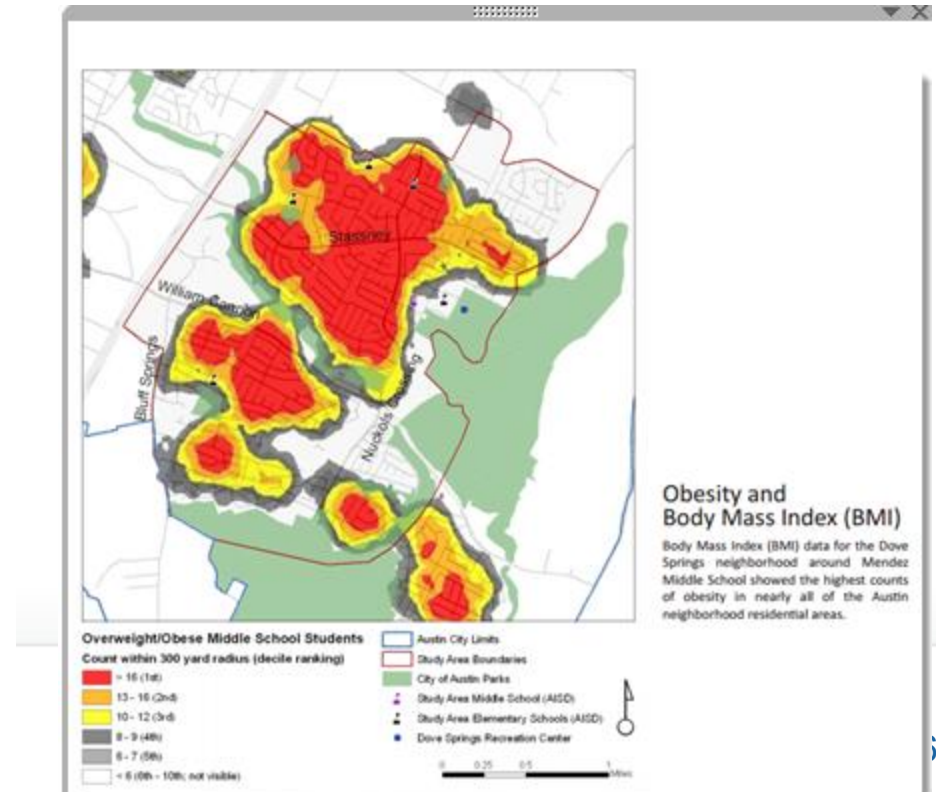 Stassney
William Cannon
Bluff Springs
Nuckols Crossing
Obesity and
Body Mass Index (BMI)
Body Mass Index (BMI) data for the Dove
Springs neighborhood around Mendez
Middle School showed the highest counts
of obesity in nearly all of the Austin
neighborhood residential areas.
Overweight/Obese Middle School Students
Count within 300 yard radius (decile ranking)
> 16 (1st)
13 - 16 (2nd)
10 - 12 (3rd)
8 - 9 (4th)
6 - 7 (5th)
< 6 (6th - 10th; not visible)
Austin City Limits
Study Area Boundaries
City of Austin Parks
Study Area Middle School (AISD)
Study Area Elementary Schools (AISD)
Dove Springs Recreation Center
0 0.25 0.5 1
Miles